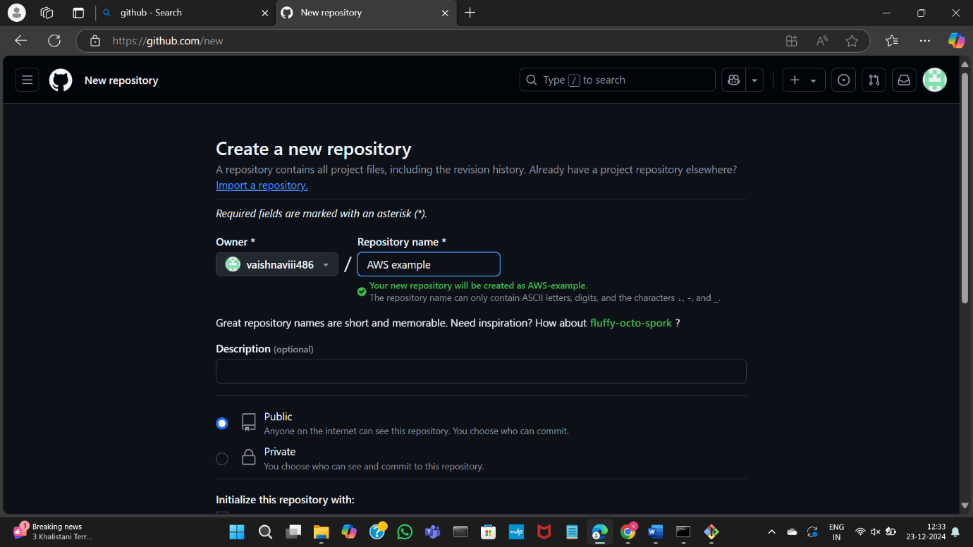 github - Search
New repository
https://github.com/new
New repository
Type / to search
Create a new repository
A repository contains all project files, including the revision history. Already have a project repository elsewhere?
Import a repository.
Required fields are marked with an asterisk (*).
Owner *
Repository name *
vaishnaviii486
/
AWS example
Your new repository will be created as AWS-example.
The repository name can only contain ASCII letters, digits, and the characters ., -, and _.
Great repository names are short and memorable. Need inspiration? How about fluffy-octo-spork ?
Description (optional)
Public
Anyone on the internet can see this repository. You choose who can commit.
Private
You choose who can see and commit to this repository.
Initialize this repository with:
1
Breaking news
3 Khalistani Terr...
ENG
IN
12:33
23-12-2024